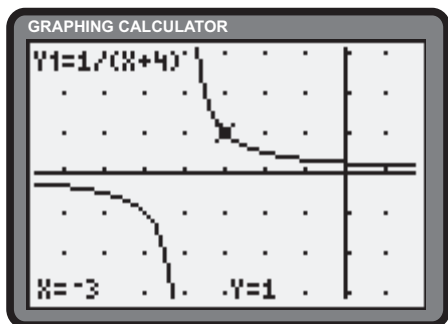 GRAPHING CALCULATOR
Y1=1/(X+4)
X=-3 Y=1